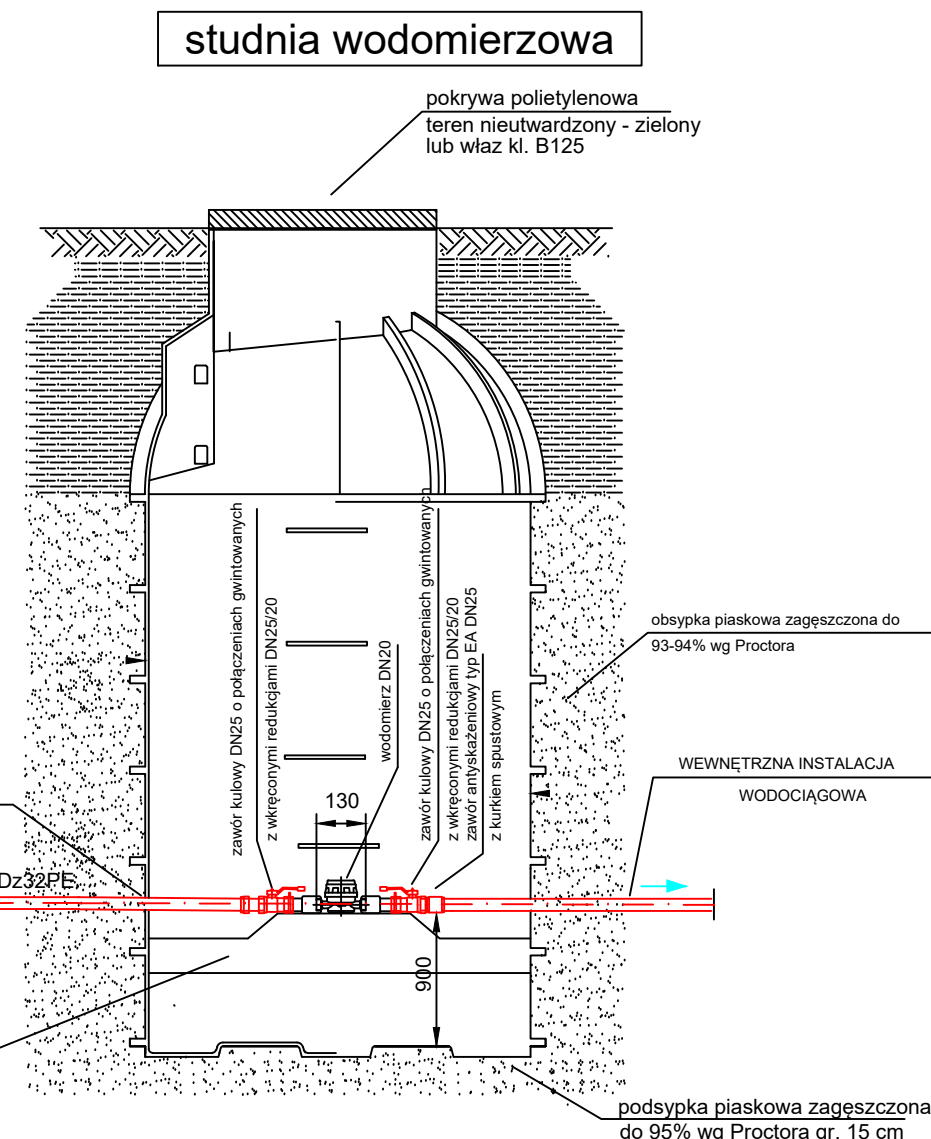 studnia wodomierzowa
pokrywa polietylenowa
teren nieutwardzony - zielony
lub właz kl. B125
zawór kulowy DN25 o połączeniach gwintowanych
z wkręconymi redukcjami DN25/20
wodomierz DN20
zawór kulowy DN25 o połączeniach gwintowanych
z wkręconymi redukcjami DN25/20
zawór antyskażeniowy typ EA DN25
z kurkiem spustowym
obsypka piaskowa zagęszczona do
93-94% wg Proctora
WEWNĘTRZNA INSTALACJA
WODOCIĄGOWA
130
Dz32PE
900
podsypka piaskowa zagęszczona
do 95% wg Proctora gr. 15 cm